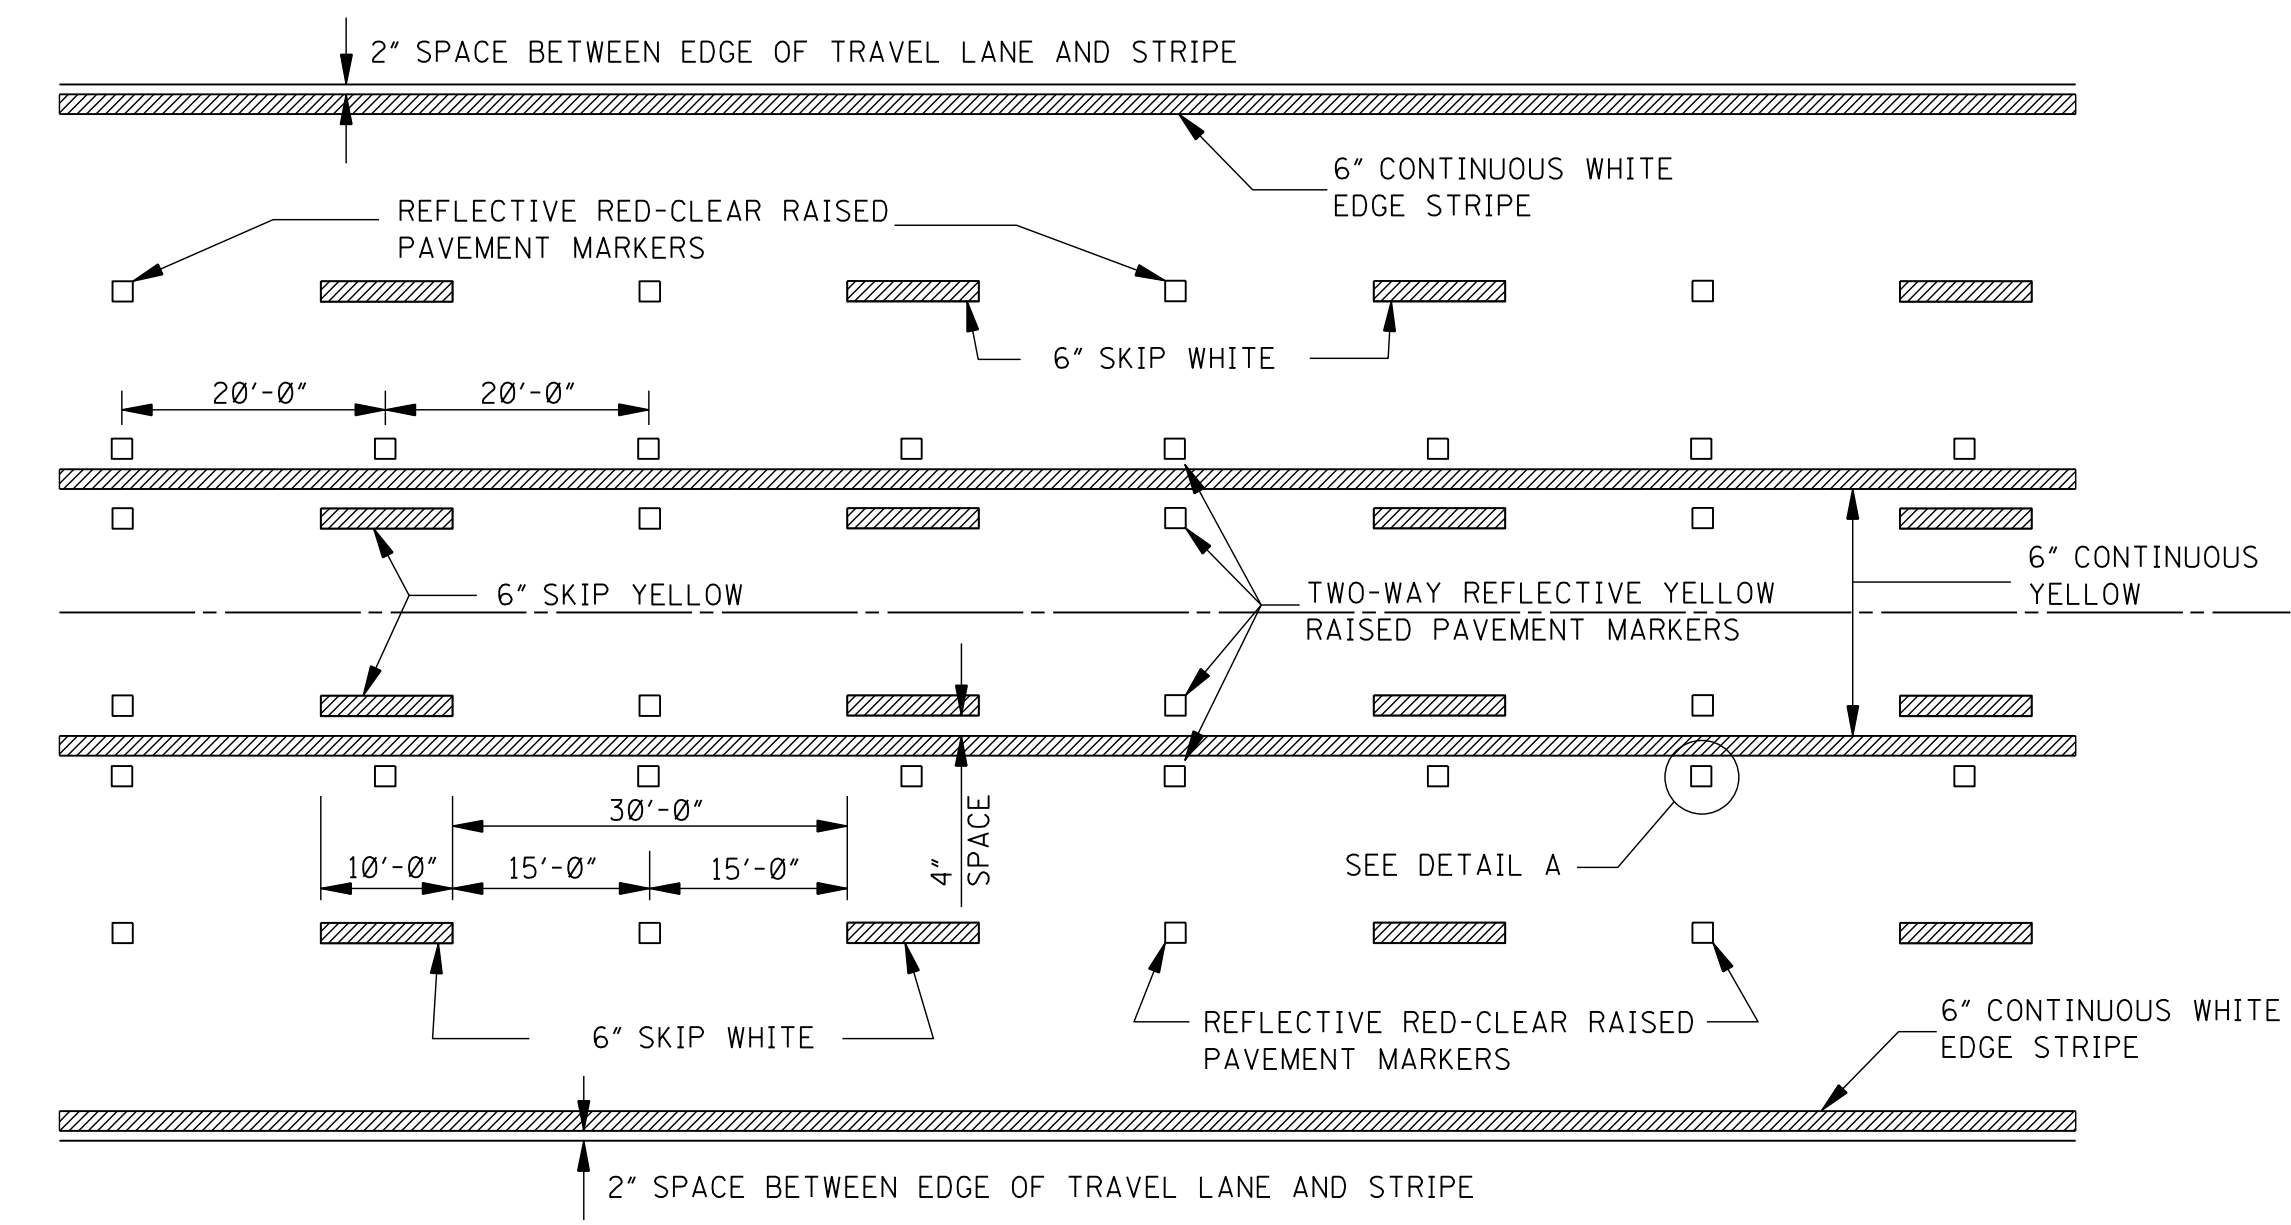 2" SPACE BETWEEN EDGE OF TRAVEL LANE AND STRIPE
6" CONTINUOUS WHITE
EDGE STRIPE
REFLECTIVE RED-CLEAR RAISED
PAVEMENT MARKERS
6" SKIP WHITE
20'-0"
20'-0"
6" CONTINUOUS
YELLOW
6" SKIP YELLOW
TWO-WAY REFLECTIVE YELLOW
RAISED PAVEMENT MARKERS
30'-0"
10'-0"
15'-0"
15'-0"
4"
SPACE
SEE DETAIL A
6" SKIP WHITE
REFLECTIVE RED-CLEAR RAISED
PAVEMENT MARKERS
6" CONTINUOUS WHITE
EDGE STRIPE
2" SPACE BETWEEN EDGE OF TRAVEL LANE AND STRIPE